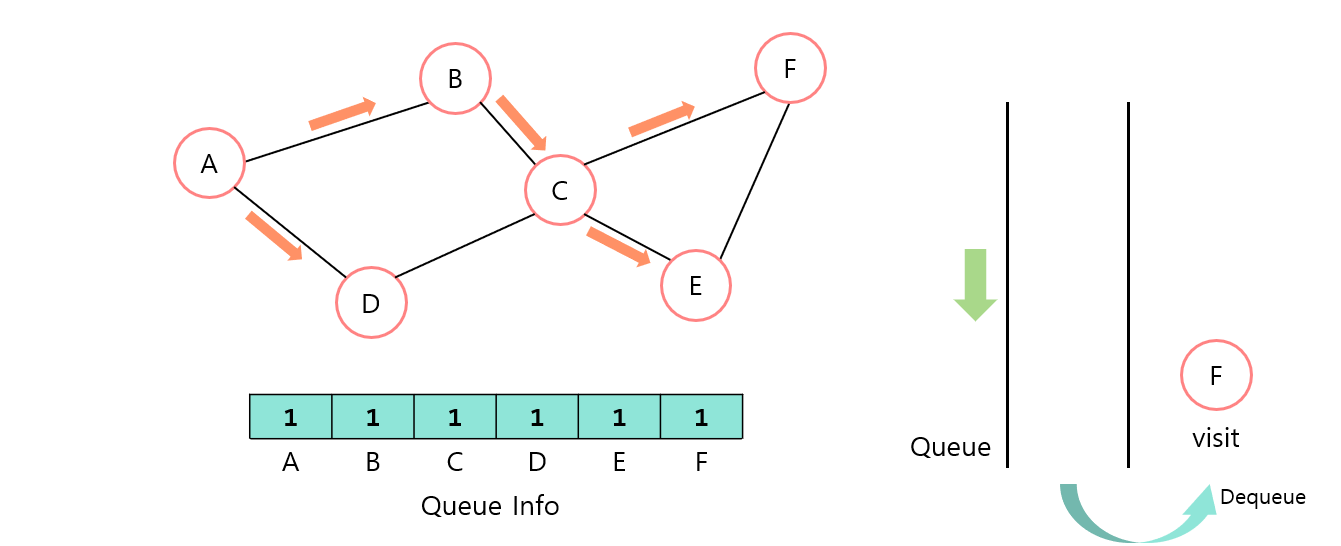 B
F
A
C
D
E
1 1 1 1 1 1
A B C D E F
Queue Info
Queue
F
visit
Dequeue